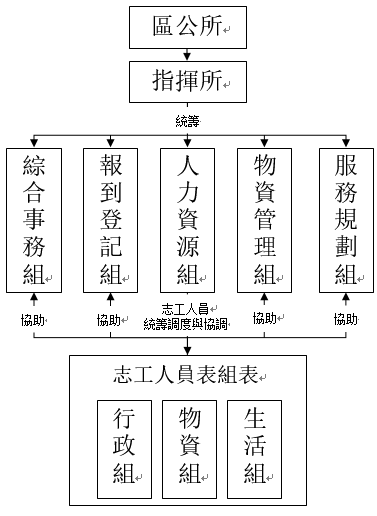 區公所
指揮所
統籌
綜合事務組
報到登記組
人力資源組
物資管理組
服務規劃組
協助
協助
志工人員
統籌調度與協調
協助
協助
志工人員表組表
行政組
物資組
生活組